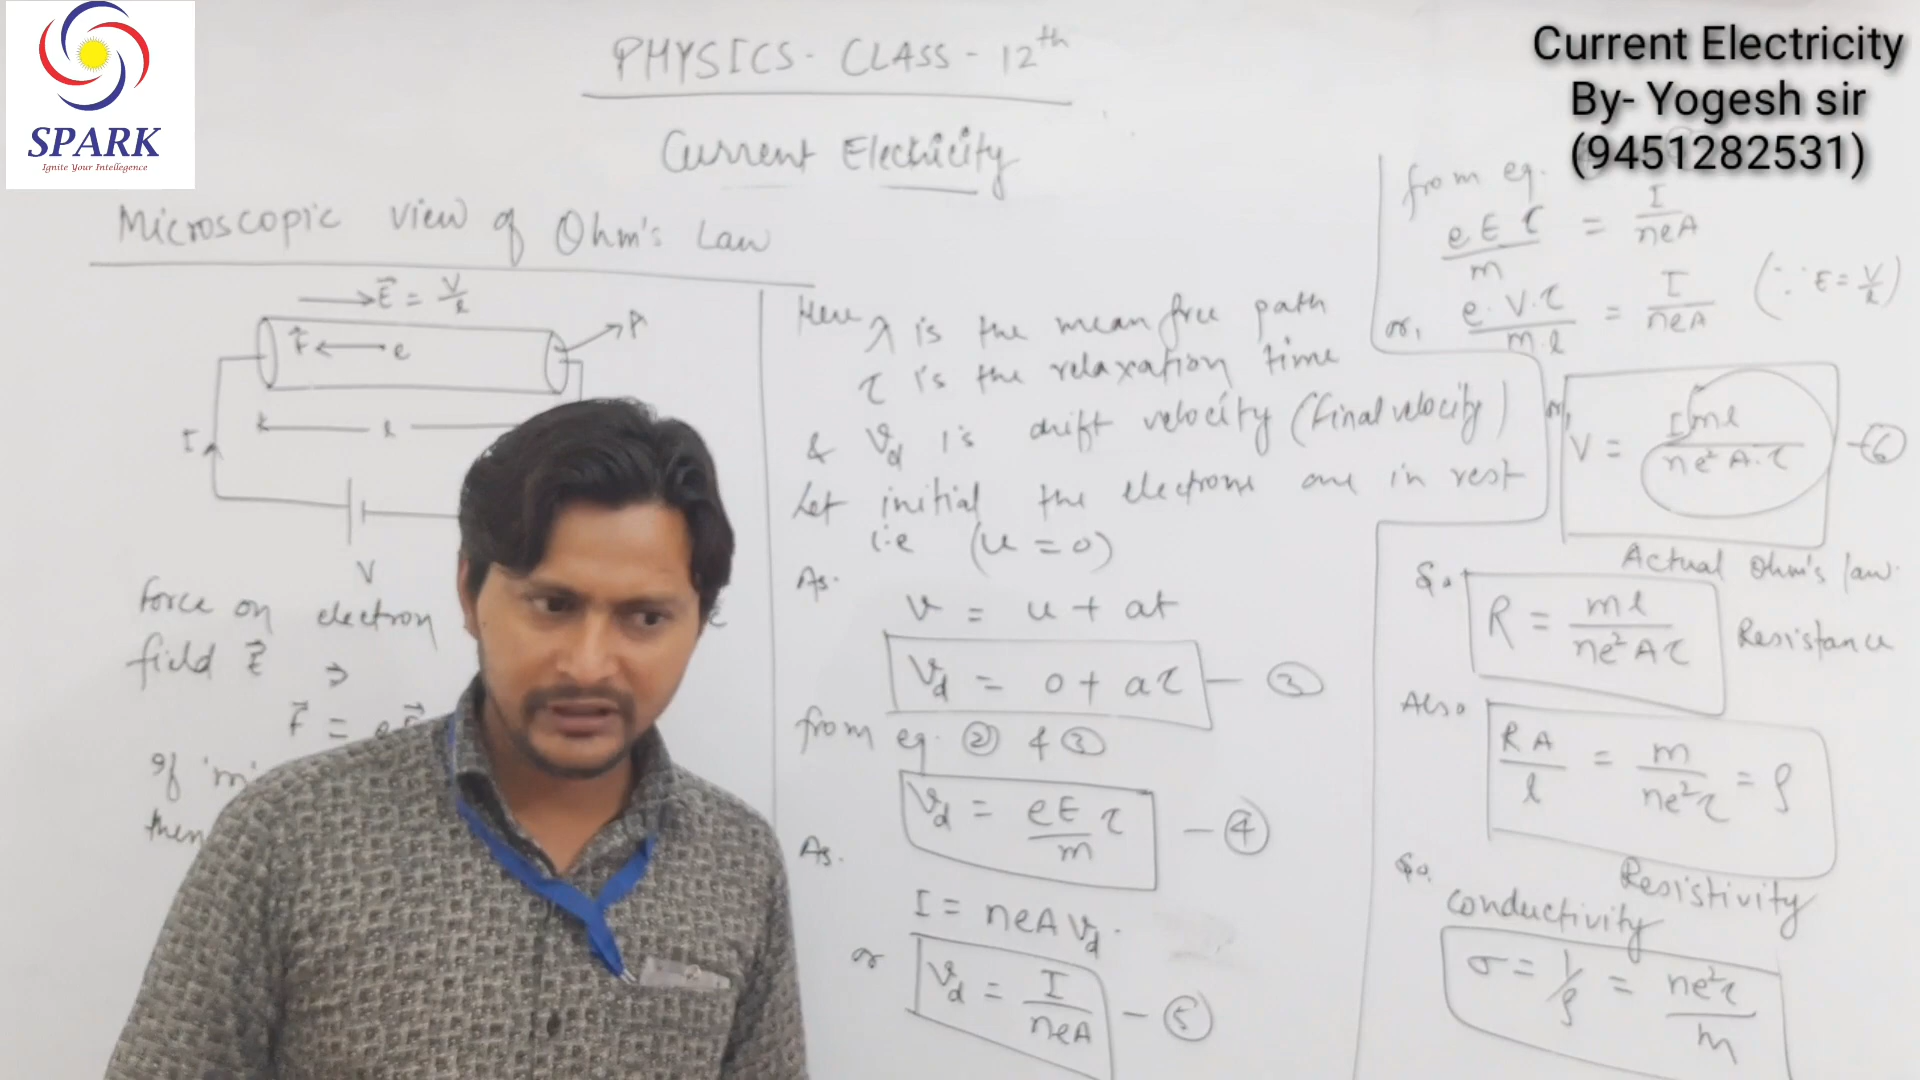 SPARK
Ignite Your Intellegence
Current Electricity
By- Yogesh sir
(9451282531)
PHYSICS - CLASS - 12th
Current Electricity
Microscopic view of Ohm's Law
E⃗ = V/l
F⃗ ← e
A
l
I
V
force on electron
field E⃗ ⇒
F⃗ = e
If 'm'
then
Here λ is the mean free path
τ is the relaxation time
& Vd is drift velocity (final velocity)
Let initial the electrons are in rest
i.e (u = 0)
As.
v = u + at
Vd = 0 + aτ — ③
from eq. ② & ③
Vd = eE/m τ — ④
As.
I = neA Vd.
or Vd = I/neA — ⑤
from eq.
eEτ/m = I/neA
or, e.V.τ/m.l = I/neA (∵ E = V/l)
or,
V = Iml/ne²A.τ — ⑥
Actual Ohm's law.
So R = ml/ne²Aτ Resistance
Also RA/l = m/ne²τ = ρ
Resistivity
So,
conductivity
σ = 1/ρ = ne²τ/m